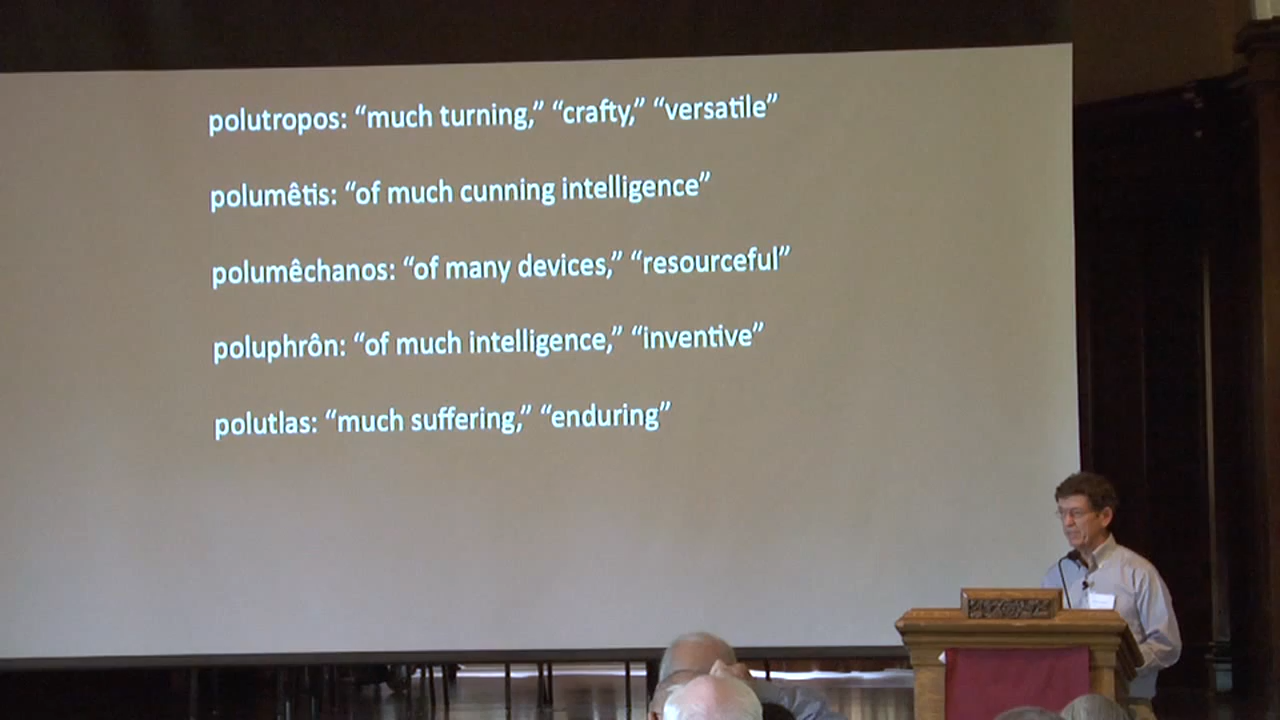 polutropos: “much turning,” “crafty,” “versatile”
polumêtis: “of much cunning intelligence”
polumêchanos: “of many devices,” “resourceful”
poluphrôn: “of much intelligence,” “inventive”
polutlas: “much suffering,” “enduring”